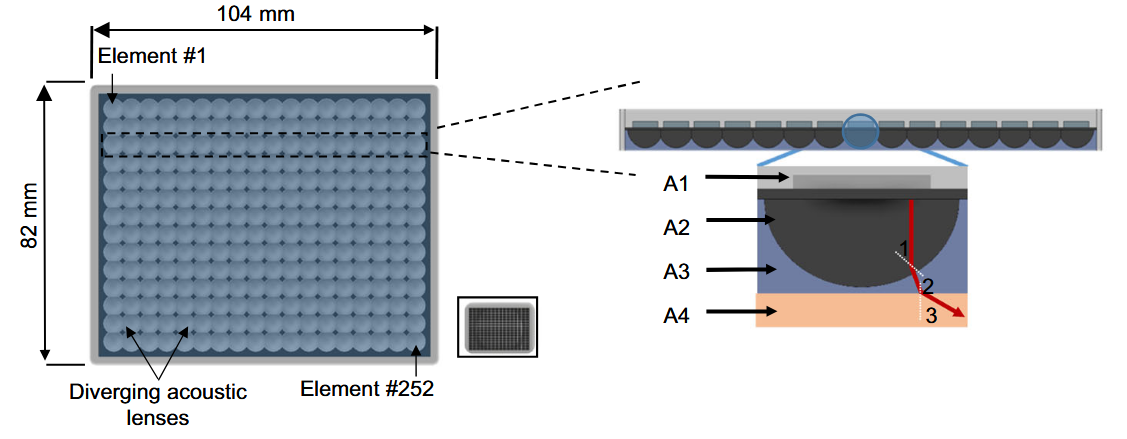 104 mm
Element #1
82 mm
Diverging acoustic
lenses
Element #252
A1
A2
A3
A4
1
2
3